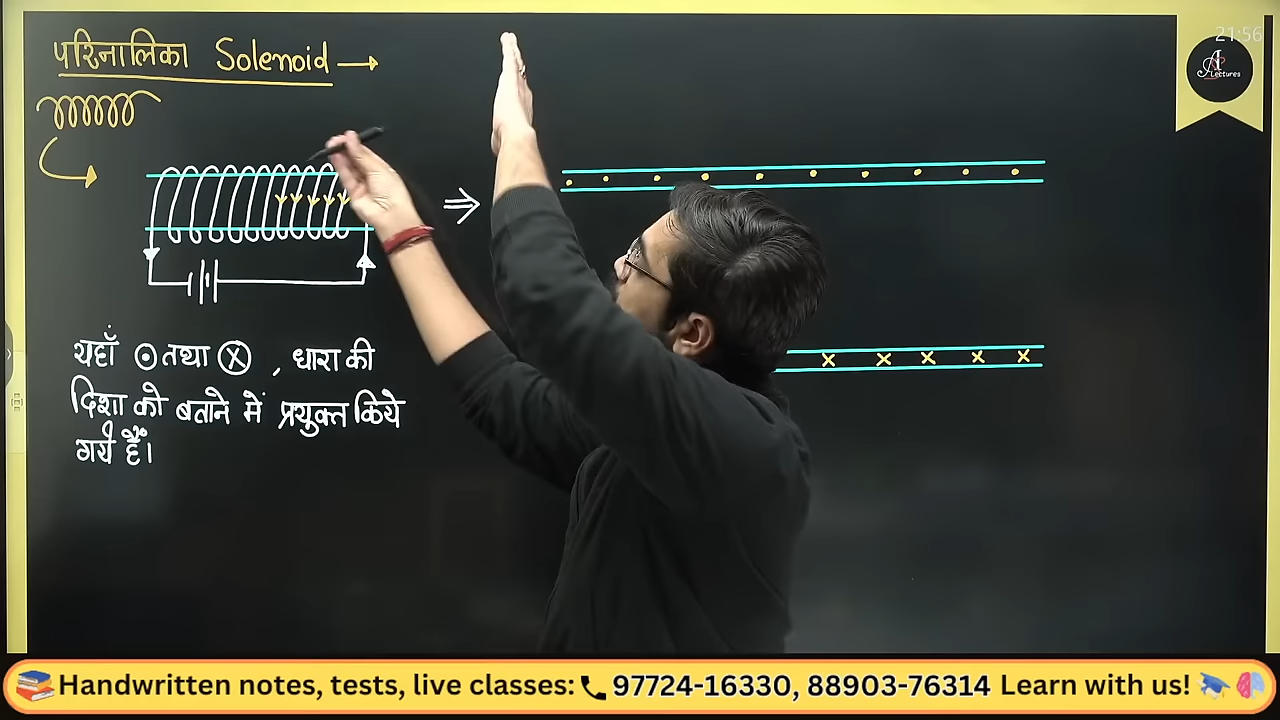 परिनालिका Solenoid →
21:56
A Lectures
⇒
यहाँ ⊙ तथा ⊗ , धारा की
दिशा को बताने में प्रयुक्त किये
गये हैं।
Handwritten notes, tests, live classes: 97724-16330, 88903-76314 Learn with us!